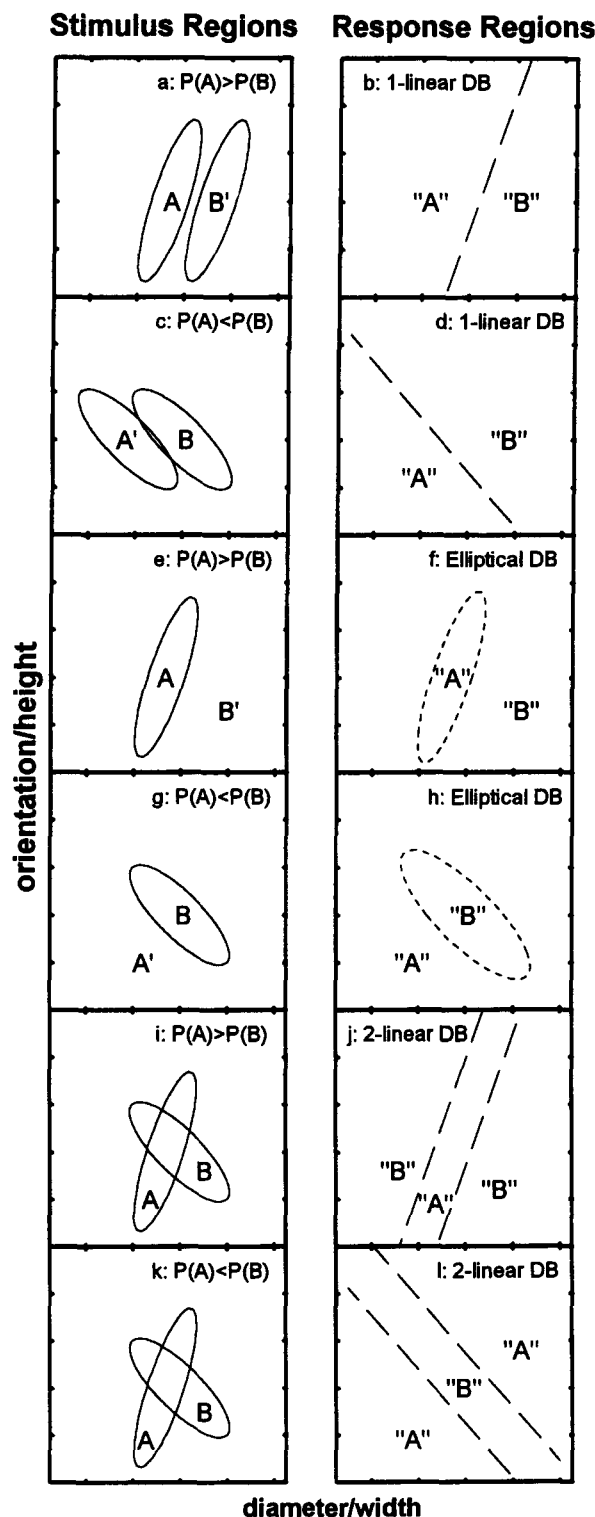 Stimulus Regions Response Regions
a: P(A)>P(B)
A B'
b: 1-linear DB
"A" "B"
c: P(A)<P(B)
A' B
d: 1-linear DB
"B"
"A"
e: P(A)>P(B)
A
B'
f: Elliptical DB
"A"
"B"
g: P(A)<P(B)
B
A'
h: Elliptical DB
"B"
"A"
i: P(A)>P(B)
B
A
j: 2-linear DB
"B" "A" "B"
k: P(A)<P(B)
B
A
l: 2-linear DB
"A"
"B"
"A"
orientation/height
diameter/width